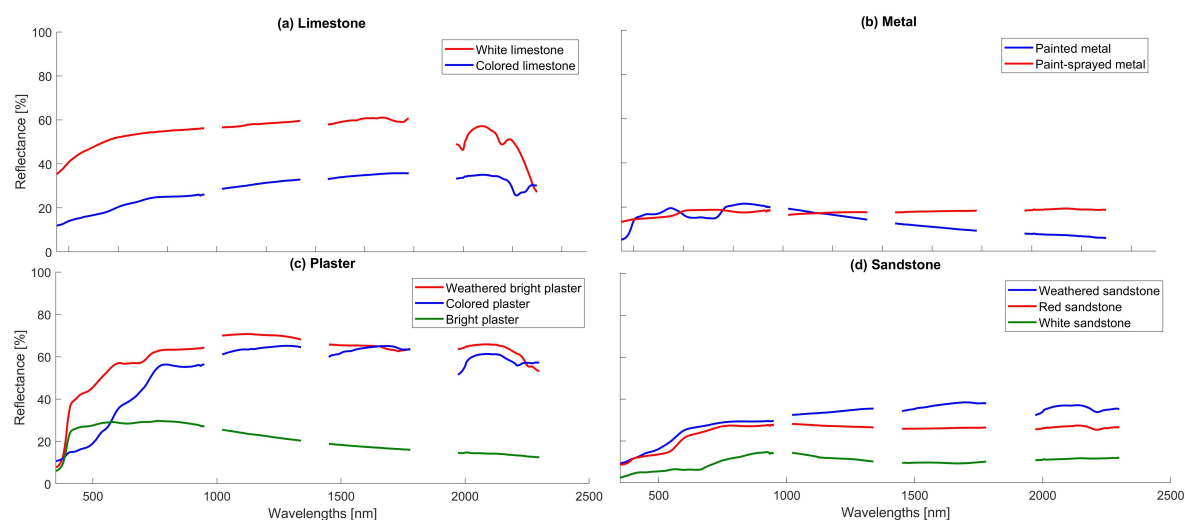 (a) Limestone
100
80
60
40
20
0
Reflectance [%]
White limestone
Colored limestone
(b) Metal
Painted metal
Paint-sprayed metal
(c) Plaster
100
80
60
40
20
0
Reflectance [%]
Weathered bright plaster
Colored plaster
Bright plaster
500
1000
1500
2000
2500
Wavelengths [nm]
(d) Sandstone
Weathered sandstone
Red sandstone
White sandstone
500
1000
1500
2000
2500
Wavelengths [nm]